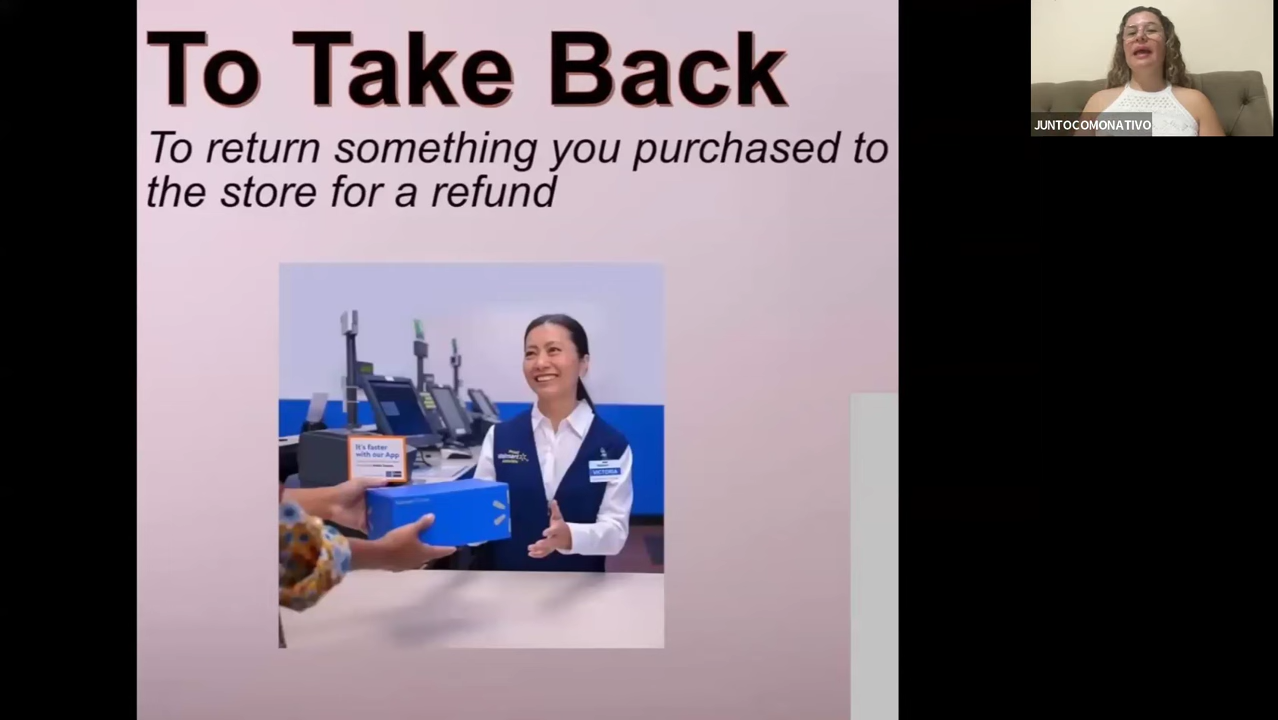 To Take Back
To return something you purchased to
the store for a refund
JUNTOCOMONATIVO
It's faster
with our App
VICTORIA